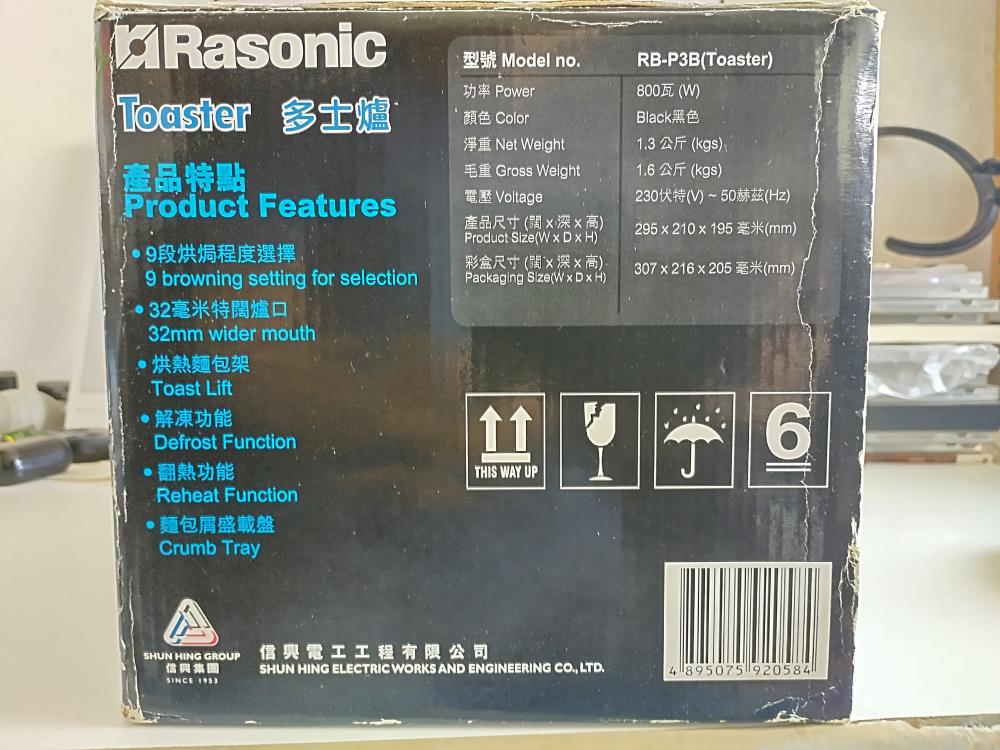 Rasonic
Toaster 多士爐
產品特點
Product Features
• 9段烘焗程度選擇
9 browning setting for selection
• 32毫米特闊爐口
32mm wider mouth
• 烘熱麵包架
Toast Lift
• 解凍功能
Defrost Function
• 翻熱功能
Reheat Function
• 麵包屑盛載盤
Crumb Tray
型號 Model no. RB-P3B(Toaster)
功率 Power 800瓦 (W)
顏色 Color Black黑色
淨重 Net Weight 1.3 公斤 (kgs)
毛重 Gross Weight 1.6 公斤 (kgs)
電壓 Voltage 230伏特(V) ~ 50赫茲(Hz)
產品尺寸 (闊 x 深 x 高)
Product Size(W x D x H) 295 x 210 x 195 毫米(mm)
彩盒尺寸 (闊 x 深 x 高)
Packaging Size(W x D x H) 307 x 216 x 205 毫米(mm)
THIS WAY UP
6
SHUN HING GROUP
信興集團
SINCE 1953
信興電工工程有限公司
SHUN HING ELECTRIC WORKS AND ENGINEERING CO., LTD.
4 895075 920584